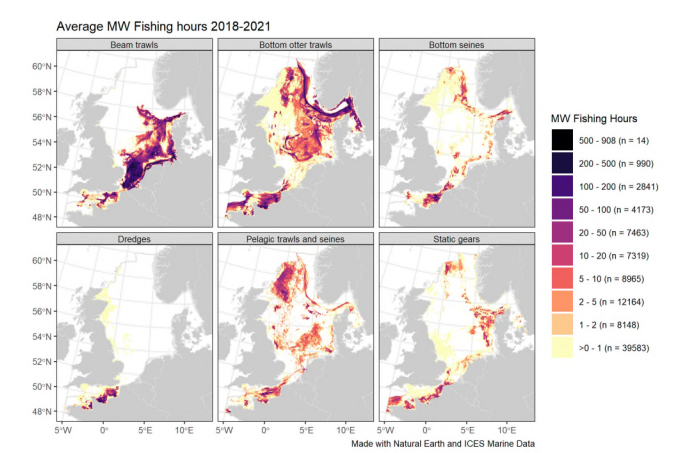 Average MW Fishing hours 2018-2021
Beam trawls
Bottom otter trawls
Bottom seines
60°N
58°N
56°N
54°N
52°N
50°N
48°N
Dredges
Pelagic trawls and seines
Static gears
60°N
58°N
56°N
54°N
52°N
50°N
48°N
5°W
0°E
5°E
10°E
5°W
0°E
5°E
10°E
5°W
0°E
5°E
10°E
MW Fishing Hours
500 - 908 (n = 14)
200 - 500 (n = 990)
100 - 200 (n = 2841)
50 - 100 (n = 4173)
20 - 50 (n = 7463)
10 - 20 (n = 7319)
5 - 10 (n = 8965)
2 - 5 (n = 12164)
1 - 2 (n = 8148)
>0 - 1 (n = 39583)
Made with Natural Earth and ICES Marine Data